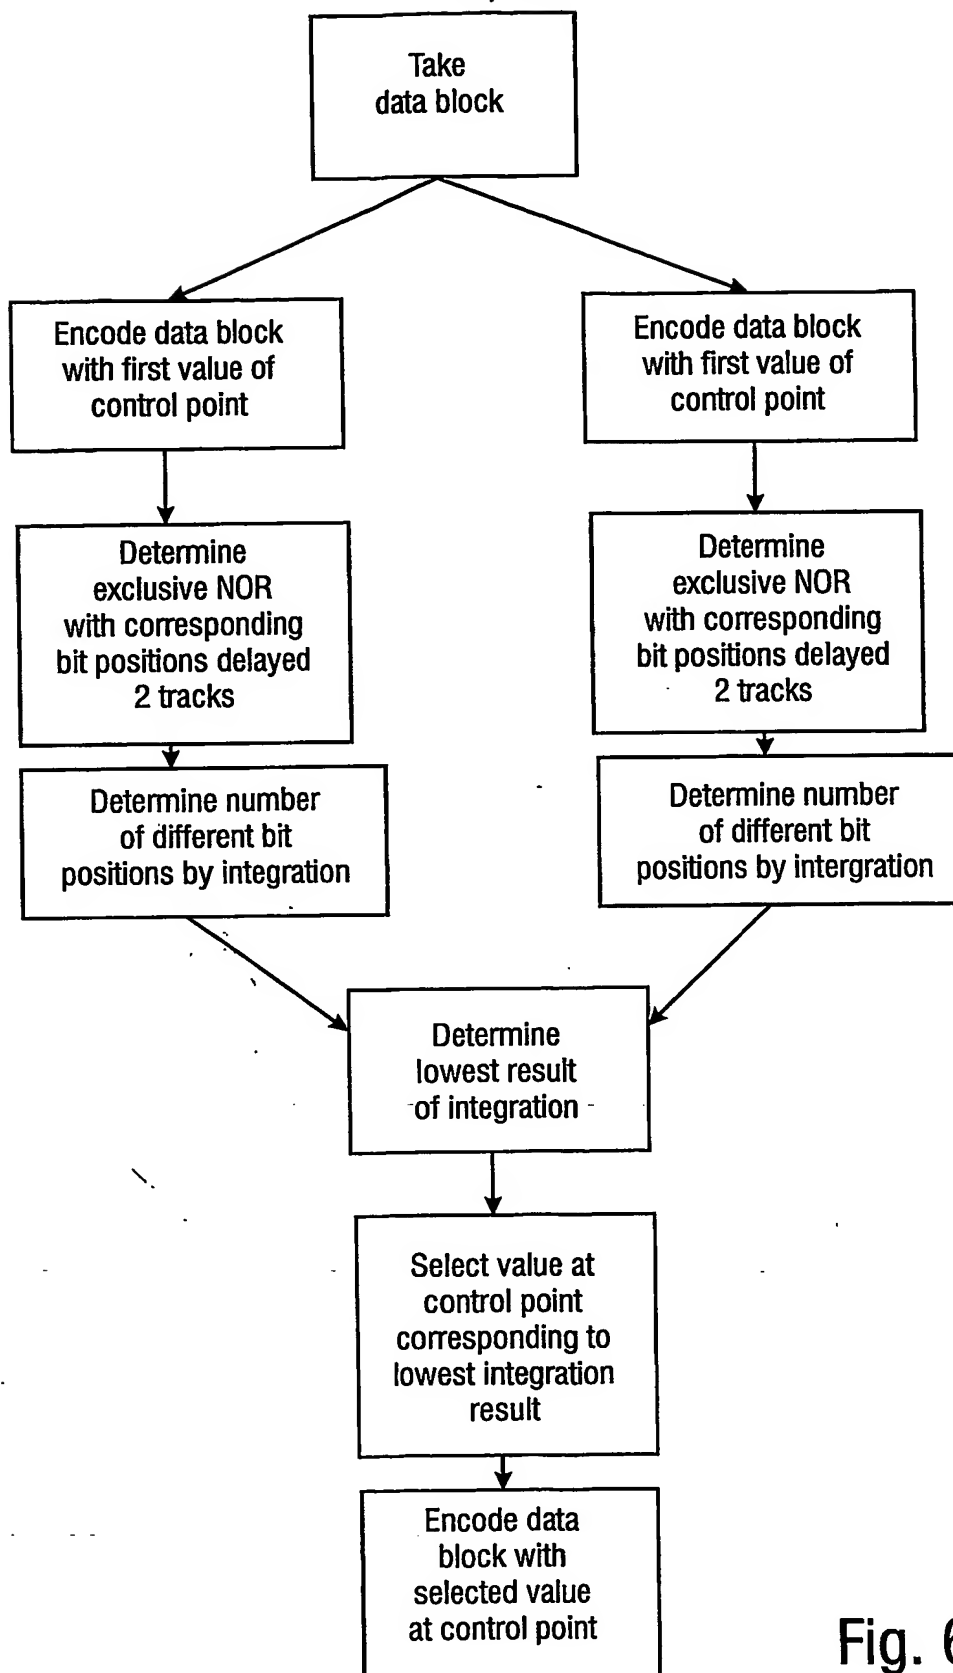 Take
data block
Encode data block
with first value of
control point
Encode data block
with first value of
control point
Determine
exclusive NOR
with corresponding
bit positions delayed
2 tracks
Determine
exclusive NOR
with corresponding
bit positions delayed
2 tracks
Determine number
of different bit
positions by integration
Determine number
of different bit
positions by intergration
Determine
lowest result
of integration
Select value at
control point
corresponding to
lowest integration
result
Encode data
block with
selected value
at control point
Fig. 6